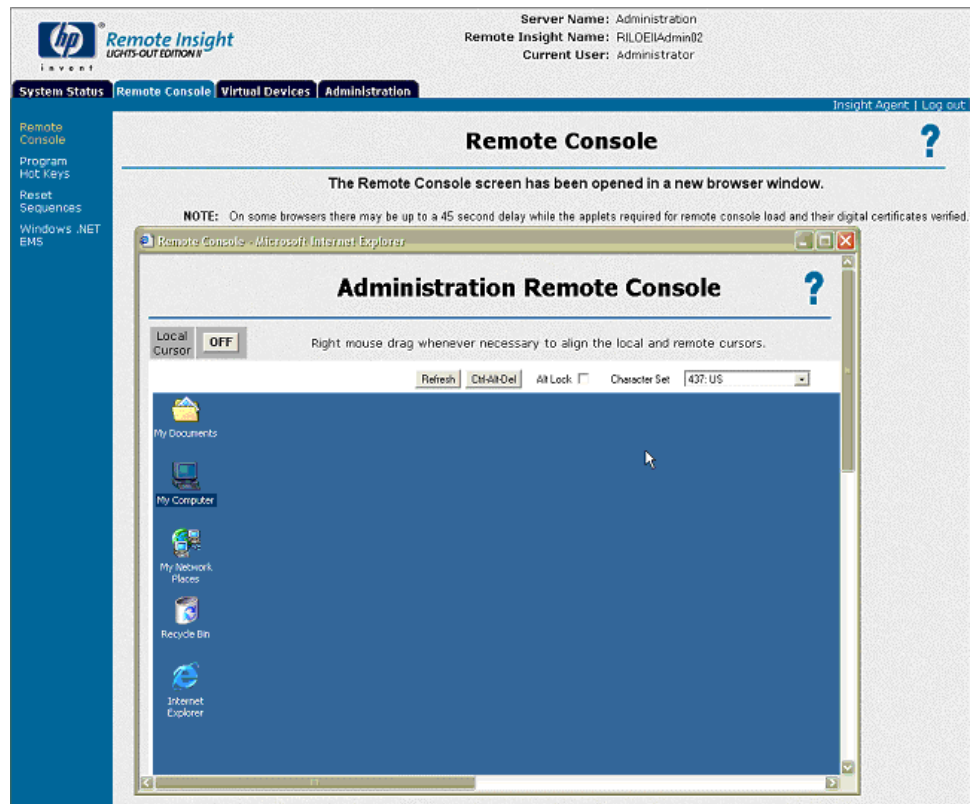 Server Name: Administration
Remote Insight Name: RILOEIIAdmin02
Current User: Administrator
hp
invent
Remote Insight
LIGHTS-OUT EDITION II
System Status Remote Console Virtual Devices Administration
Insight Agent | Log out
Remote
Console
Program
Hot Keys
Reset
Sequences
Windows .NET
EMS
Remote Console
?
The Remote Console screen has been opened in a new browser window.
NOTE: On some browsers there may be up to a 45 second delay while the applets required for remote console load and their digital certificates verified.
Remote Console - Microsoft Internet Explorer
Administration Remote Console
?
Local
Cursor
OFF
Right mouse drag whenever necessary to align the local and remote cursors.
Refresh Ctrl-Alt-Del Alt Lock Character Set 437: US
My Documents
My Computer
My Network
Places
Recycle Bin
Internet
Explorer